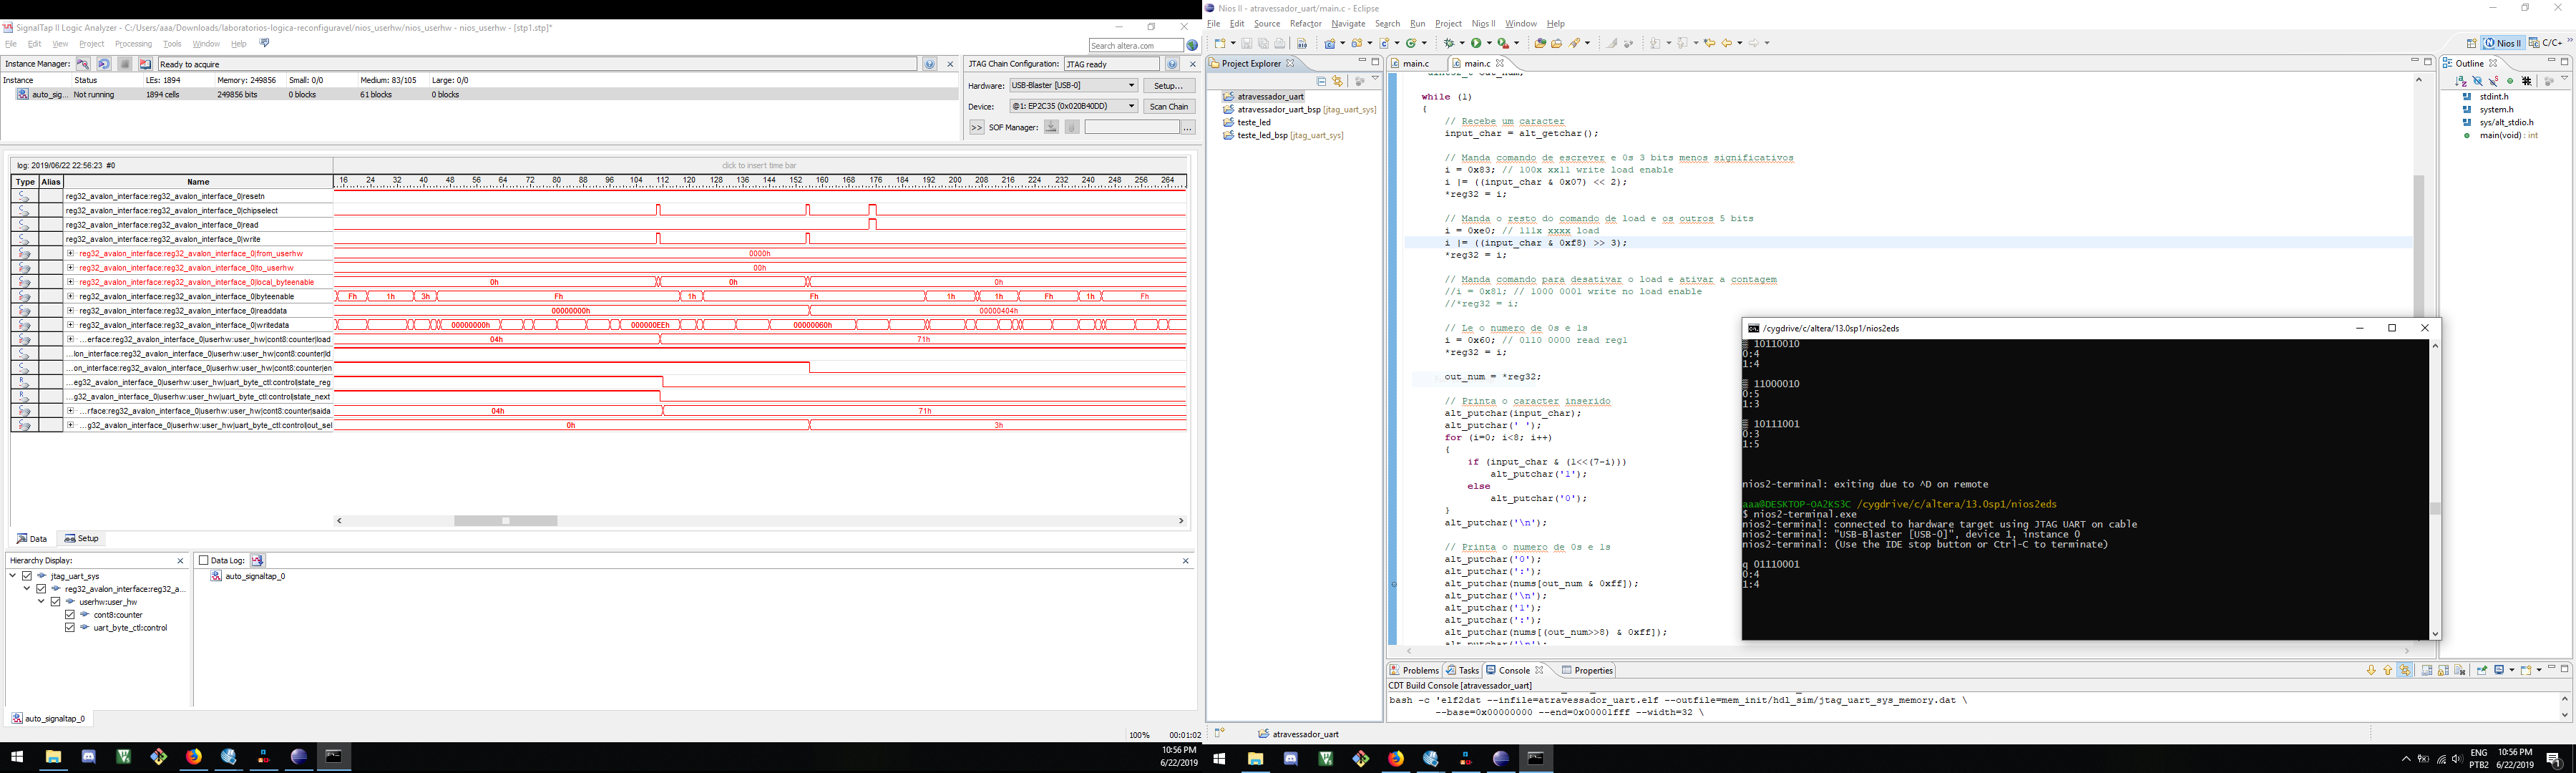 SignalTap II Logic Analyzer - C:/Users/aaa/Downloads/laboratorios-logica-reconfiguravel/nios_userhw/nios_userhw - nios_userhw - [stp1.stp]*
File Edit View Project Processing Tools Window Help
Search altera.com
Instance Manager: Ready to acquire
Instance Status LEs: 1894 Memory: 249856 Small: 0/0 Medium: 83/105 Large: 0/0
auto_sig... Not running 1894 cells 249856 bits 0 blocks 61 blocks 0 blocks
JTAG Chain Configuration: JTAG ready
Hardware: USB-Blaster [USB-0] Setup...
Device: @1: EP2C35 (0x020B40DD) Scan Chain
>> SOF Manager: ...
log: 2019/06/22 22:56:23 #0 click to insert time bar
Type Alias Name 16 24 32 40 48 56 64 72 80 88 96 104 112 120 128 136 144 152 160 168 176 184 192 200 208 216 224 232 240 248 256 264
reg32_avalon_interface:reg32_avalon_interface_0|resetn
reg32_avalon_interface:reg32_avalon_interface_0|chipselect
reg32_avalon_interface:reg32_avalon_interface_0|read
reg32_avalon_interface:reg32_avalon_interface_0|write
reg32_avalon_interface:reg32_avalon_interface_0|from_userhw 0000h
reg32_avalon_interface:reg32_avalon_interface_0|to_userhw 00h
reg32_avalon_interface:reg32_avalon_interface_0|local_byteenable 0h 0h 0h
reg32_avalon_interface:reg32_avalon_interface_0|byteenable Fh 1h 3h Fh 1h Fh 1h 1h Fh 1h Fh
reg32_avalon_interface:reg32_avalon_interface_0|readdata 00000000h 00000404h
reg32_avalon_interface:reg32_avalon_interface_0|writedata 00000000h 000000EEh 00000060h
...erface:reg32_avalon_interface_0|userhw:user_hw|cont8:counter|load 04h 71h
...lon_interface:reg32_avalon_interface_0|userhw:user_hw|cont8:counter|ld
...on_interface:reg32_avalon_interface_0|userhw:user_hw|cont8:counter|en
...eg32_avalon_interface_0|userhw:user_hw|uart_byte_ctl:control|state_reg
...g32_avalon_interface_0|userhw:user_hw|uart_byte_ctl:control|state_next
...rface:reg32_avalon_interface_0|userhw:user_hw|cont8:counter|saida 04h 71h
...g32_avalon_interface_0|userhw:user_hw|uart_byte_ctl:control|out_sel 0h 3h
Data Setup
Hierarchy Display:
jtag_uart_sys
reg32_avalon_interface:reg32_a...
userhw:user_hw
cont8:counter
uart_byte_ctl:control
Data Log:
auto_signaltap_0
auto_signaltap_0
100% 00:01:02
10:56 PM
6/22/2019
Nios II - atravessador_uart/main.c - Eclipse
File Edit Source Refactor Navigate Search Run Project Nios II Window Help
Nios II C/C+
Project Explorer
atravessador_uart
atravessador_uart_bsp [jtag_uart_sys]
teste_led
teste_led_bsp [jtag_uart_sys]
main.c main.c
uint32_t out_num;
while (1)
{
// Recebe um caracter
input_char = alt_getchar();
// Manda comando de escrever e 0s 3 bits menos significativos
i = 0x83; // 100x xx11 write load enable
i |= ((input_char & 0x07) << 2);
*reg32 = i;
// Manda o resto do comando de load e os outros 5 bits
i = 0xe0; // 111x xxxx load
i |= ((input_char & 0xf8) >> 3);
*reg32 = i;
// Manda comando para desativar o load e ativar a contagem
//i = 0x81; // 1000 0001 write no load enable
//*reg32 = i;
// Le o numero de 0s e 1s
i = 0x60; // 0110 0000 read reg1
*reg32 = i;
out_num = *reg32;
// Printa o caracter inserido
alt_putchar(input_char);
alt_putchar(' ');
for (i=0; i<8; i++)
{
if (input_char & (1<<(7-i)))
alt_putchar('1');
else
alt_putchar('0');
}
alt_putchar('\n');
// Printa o numero de 0s e 1s
alt_putchar('0');
alt_putchar(':');
alt_putchar(nums[out_num & 0xff]);
alt_putchar('\n');
alt_putchar('1');
alt_putchar(':');
alt_putchar(nums[(out_num>>8) & 0xff]);
alt_putchar('\n');
Outline
stdint.h
system.h
sys/alt_stdio.h
main(void) : int
/cygdrive/c/altera/13.0sp1/nios2eds
10110010
0:4
1:4
11000010
0:5
1:3
10111001
0:3
1:5
nios2-terminal: exiting due to ^D on remote
aaa@DESKTOP-QA2KS3C /cygdrive/c/altera/13.0sp1/nios2eds
$ nios2-terminal.exe
nios2-terminal: connected to hardware target using JTAG UART on cable
nios2-terminal: "USB-Blaster [USB-0]", device 1, instance 0
nios2-terminal: (Use the IDE stop button or Ctrl-C to terminate)
q 01110001
0:4
1:4
Problems Tasks Console Properties
CDT Build Console [atravessador_uart]
bash -c 'elf2dat --infile=atravessador_uart.elf --outfile=mem_init/hdl_sim/jtag_uart_sys_memory.dat \
--base=0x00000000 --end=0x00001fff --width=32 \
atravessador_uart
ENG
PTB2
10:56 PM
6/22/2019